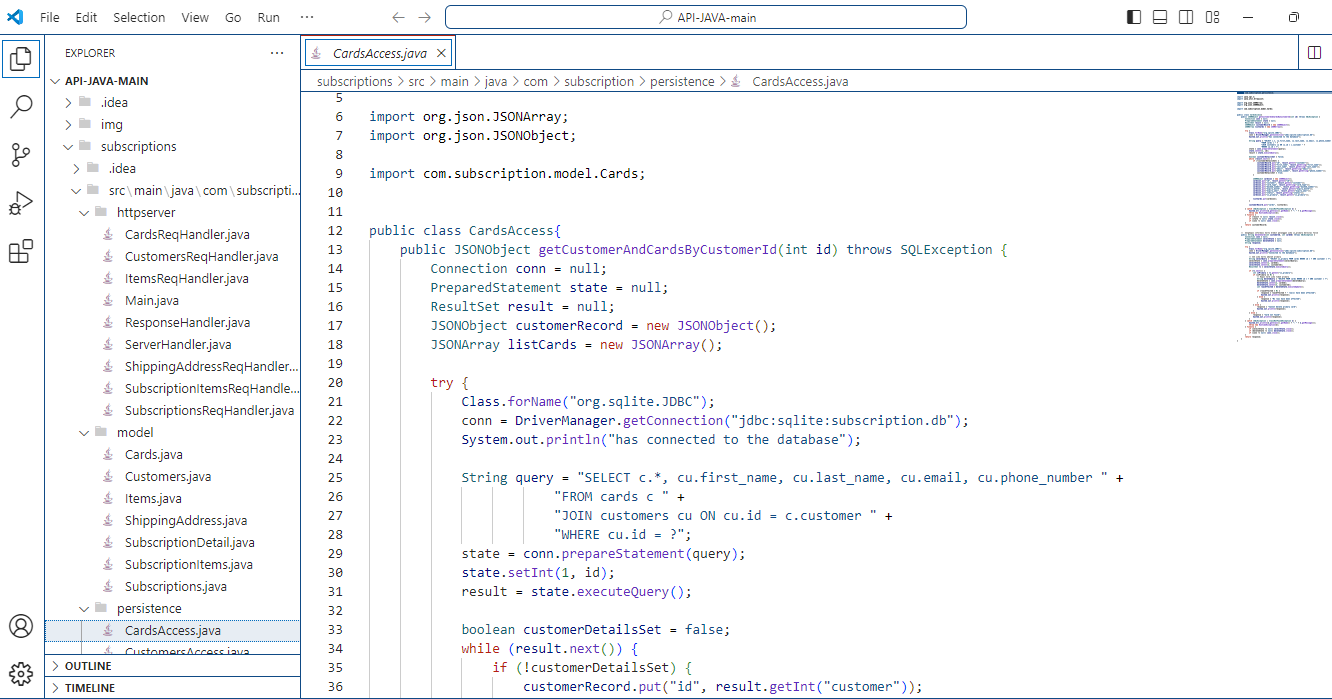 File Edit Selection View Go Run ··· API-JAVA-main
EXPLORER ···
API-JAVA-MAIN
.idea
img
subscriptions
.idea
src\main\java\com\subscripti...
httpserver
CardsReqHandler.java
CustomersReqHandler.java
ItemsReqHandler.java
Main.java
ResponseHandler.java
ServerHandler.java
ShippingAddressReqHandler...
SubscriptionItemsReqHandle...
SubscriptionsReqHandler.java
model
Cards.java
Customers.java
Items.java
ShippingAddress.java
SubscriptionDetail.java
SubscriptionItems.java
Subscriptions.java
persistence
CardsAccess.java
CustomersAccess.java
OUTLINE
TIMELINE
CardsAccess.java
subscriptions > src > main > java > com > subscription > persistence > CardsAccess.java
5
6 import org.json.JSONArray;
7 import org.json.JSONObject;
8
9 import com.subscription.model.Cards;
10
11
12 public class CardsAccess{
13 public JSONObject getCustomerAndCardsByCustomerId(int id) throws SQLException {
14 Connection conn = null;
15 PreparedStatement state = null;
16 ResultSet result = null;
17 JSONObject customerRecord = new JSONObject();
18 JSONArray listCards = new JSONArray();
19
20 try {
21 Class.forName("org.sqlite.JDBC");
22 conn = DriverManager.getConnection("jdbc:sqlite:subscription.db");
23 System.out.println("has connected to the database");
24
25 String query = "SELECT c.*, cu.first_name, cu.last_name, cu.email, cu.phone_number " +
26 "FROM cards c " +
27 "JOIN customers cu ON cu.id = c.customer " +
28 "WHERE cu.id = ?";
29 state = conn.prepareStatement(query);
30 state.setInt(1, id);
31 result = state.executeQuery();
32
33 boolean customerDetailsSet = false;
34 while (result.next()) {
35 if (!customerDetailsSet) {
36 customerRecord.put("id", result.getInt("customer"));